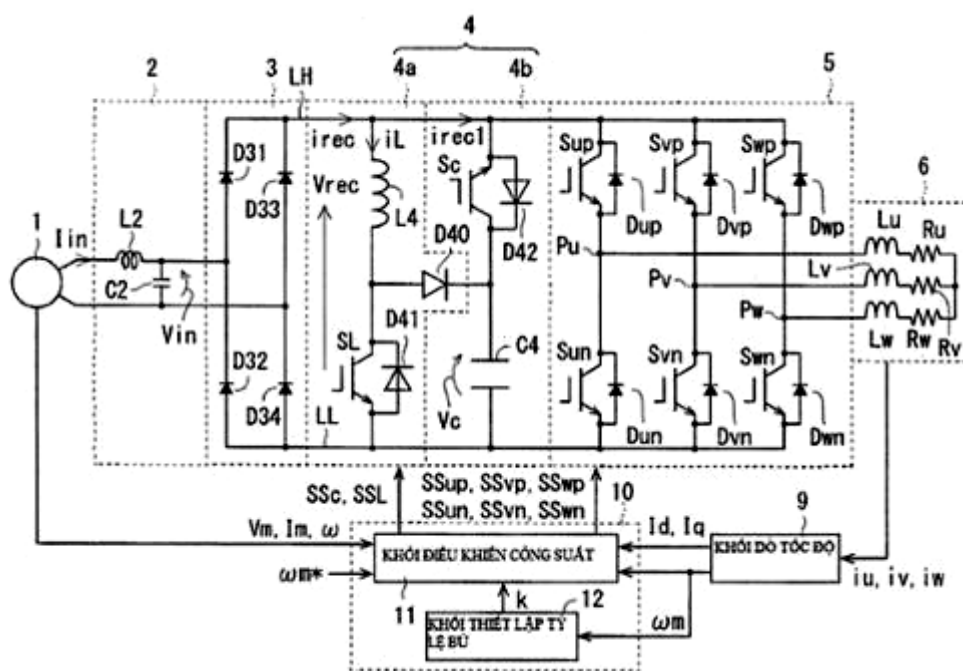 4
2
3
4a
4b
5
LH
irec
iL
irec1
Sc
Sup
Svp
Swp
6
D31
D33
Vrec
L4
D42
Dup
Dvp
Dwp
Lu
Ru
1
Iin
L2
D40
Pu
Lv
C2
Pv
Vin
D41
Pw
SL
C4
Sun
Svn
Swn
Lw
Rw
Rv
D32
D34
LL
Vc
Dun
Dvn
Dwn
SSc, SSL
SSup, SSvp, SSwp
SSun, SSvn, SSwn
10
9
Vm, Im, ω
Id, Iq
KHỐI ĐIỀU KHIỂN CÔNG SUẤT
KHỐI DÒ TỐC ĐỘ
ωm*
iu, iv, iw
11
k
12
ωm
KHỐI THIẾT LẬP TỶ
LỆ BÙ